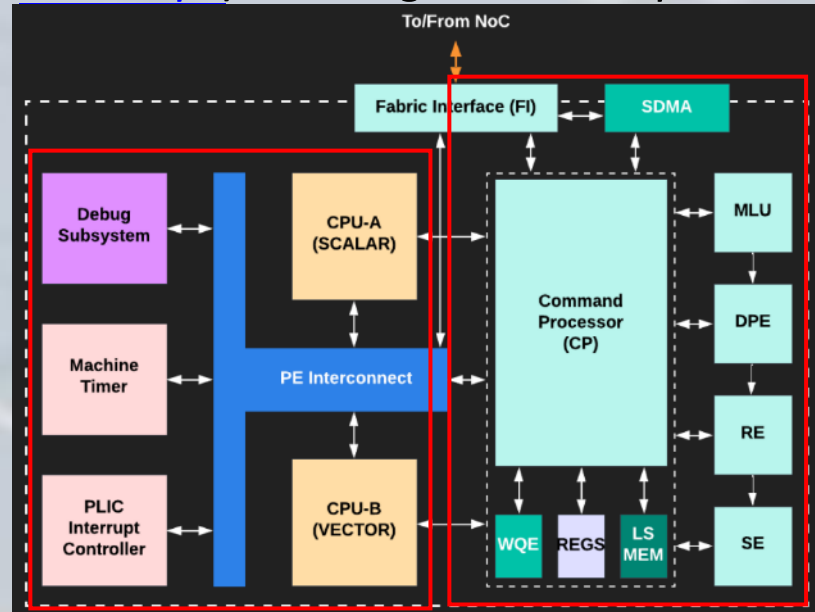 To/From NoC
Fabric Interface (FI)
SDMA
Debug
Subsystem
CPU-A
(SCALAR)
MLU
Command
Processor
(CP)
DPE
Machine
Timer
PE Interconnect
RE
PLIC
Interrupt
Controller
CPU-B
(VECTOR)
WQE
REGS
LS
MEM
SE